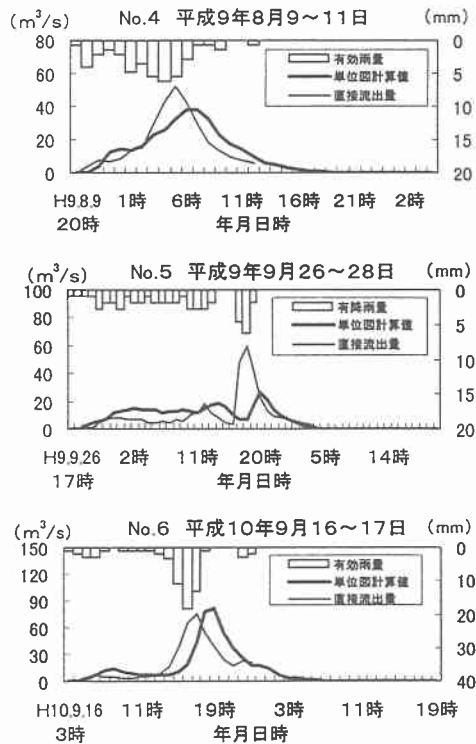 (m³/s) No.4 平成9年8月9～11日 (mm)
80 0
有効雨量
60 単位図計算値 5
直接流出量
40 10
20 15
0 20
H9.8.9 1時 6時 11時 16時 21時 2時
20時 年月日時
(m³/s) No.5 平成9年9月26～28日 (mm)
100 0
有降雨量
80 単位図計算値 5
直接流出量
60
10
40
20 15
0 20
H9.9.26 2時 11時 20時 5時 14時
17時 年月日時
(m³/s) No.6 平成10年9月16～17日 (mm)
150 0
有効雨量
120 単位図計算値 10
直接流出量
90
20
60
30 30
0 40
H10.9.16 11時 19時 3時 11時 19時
3時 年月日時